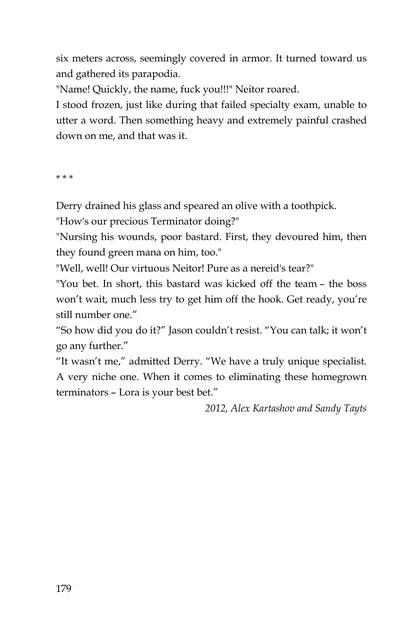 six meters across, seemingly covered in armor. It turned toward us
and gathered its parapodia.
"Name! Quickly, the name, fuck you!!!" Neitor roared.
I stood frozen, just like during that failed specialty exam, unable to
utter a word. Then something heavy and extremely painful crashed
down on me, and that was it.
* * *
Derry drained his glass and speared an olive with a toothpick.
"How's our precious Terminator doing?"
"Nursing his wounds, poor bastard. First, they devoured him, then
they found green mana on him, too."
"Well, well! Our virtuous Neitor! Pure as a nereid's tear?"
"You bet. In short, this bastard was kicked off the team – the boss
won’t wait, much less try to get him off the hook. Get ready, you’re
still number one.”
“So how did you do it?” Jason couldn’t resist. “You can talk; it won’t
go any further.”
“It wasn’t me,” admitted Derry. “We have a truly unique specialist.
A very niche one. When it comes to eliminating these homegrown
terminators – Lora is your best bet.”
2012, Alex Kartashov and Sandy Tayts
179